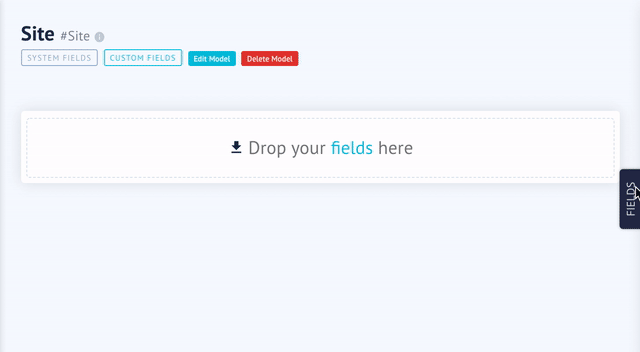 Site #Site
SYSTEM FIELDS CUSTOM FIELDS Edit Model Delete Model
Drop your fields here
FIELDS